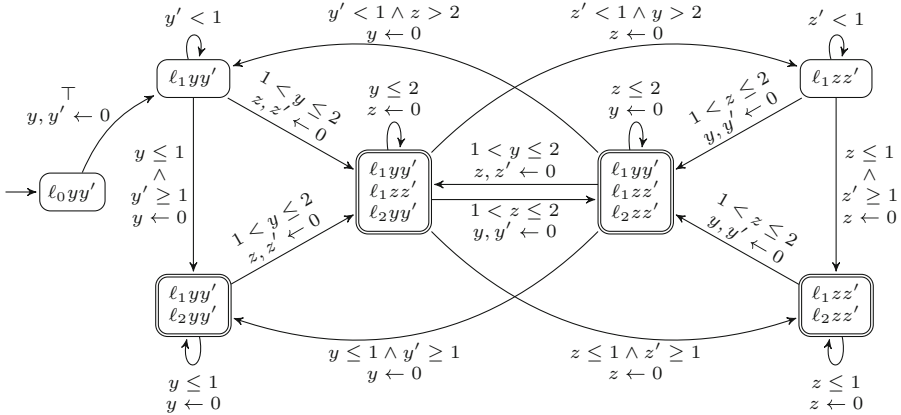 y′ < 1
y′ < 1 ∧ z > 2
y ← 0
z′ < 1 ∧ y > 2
z ← 0
z′ < 1
ℓ₁yy′
ℓ₁zz′
⊤
y, y′ ← 0
1 < y ≤ 2
z, z′ ← 0
y ≤ 2
z ← 0
z ≤ 2
y ← 0
1 < z ≤ 2
y, y′ ← 0
y ≤ 1
∧
y′ ≥ 1
y ← 0
z ≤ 1
∧
z′ ≥ 1
z ← 0
ℓ₀yy′
ℓ₁yy′
ℓ₁zz′
ℓ₂yy′
1 < y ≤ 2
z, z′ ← 0
1 < z ≤ 2
y, y′ ← 0
ℓ₁yy′
ℓ₁zz′
ℓ₂zz′
1 < y ≤ 2
z, z′ ← 0
1 < z ≤ 2
y, y′ ← 0
ℓ₁yy′
ℓ₂yy′
ℓ₁zz′
ℓ₂zz′
y ≤ 1 ∧ y′ ≥ 1
y ← 0
z ≤ 1 ∧ z′ ≥ 1
z ← 0
y ≤ 1
y ← 0
z ≤ 1
z ← 0